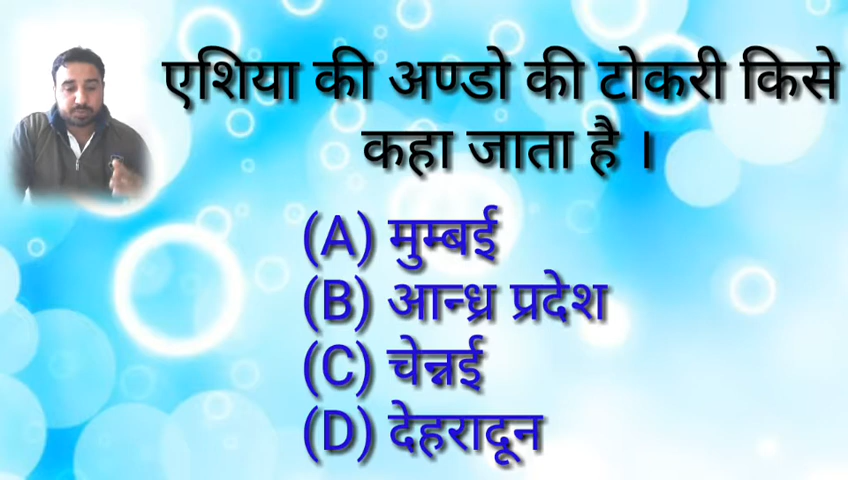 एशिया की अण्डो की टोकरी किसे
कहा जाता है ।
(A) मुम्बई
(B) आन्ध्र प्रदेश
(C) चेन्नई
(D) देहरादून